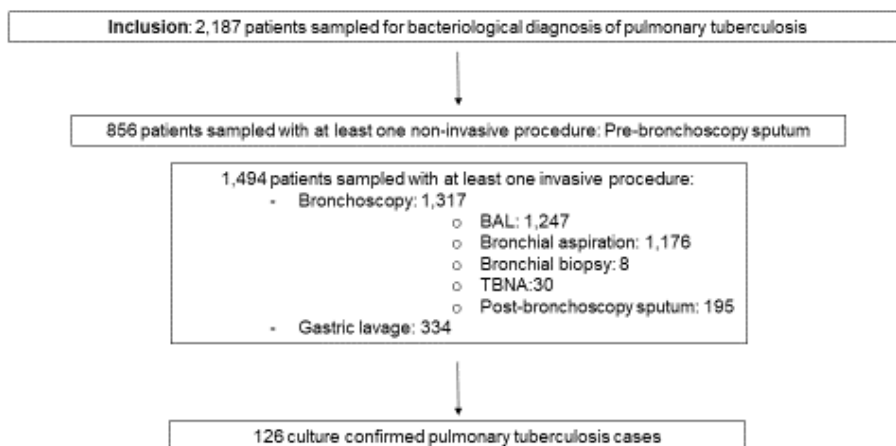 Inclusion: 2,187 patients sampled for bacteriological diagnosis of pulmonary tuberculosis
856 patients sampled with at least one non-invasive procedure: Pre-bronchoscopy sputum
1,494 patients sampled with at least one invasive procedure:
- Bronchoscopy: 1,317
o BAL: 1,247
o Bronchial aspiration: 1,176
o Bronchial biopsy: 8
o TBNA:30
o Post-bronchoscopy sputum: 195
- Gastric lavage: 334
126 culture confirmed pulmonary tuberculosis cases